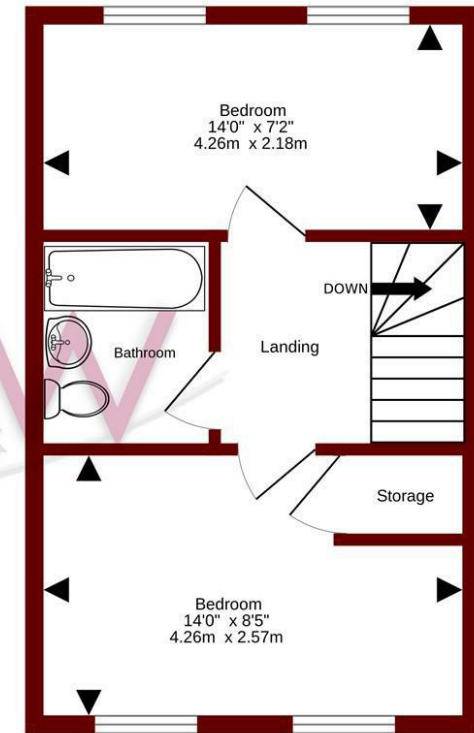 Bedroom
14'0" x 7'2"
4.26m x 2.18m
DOWN
Landing
Bathroom
Storage
Bedroom
14'0" x 8'5"
4.26m x 2.57m
W